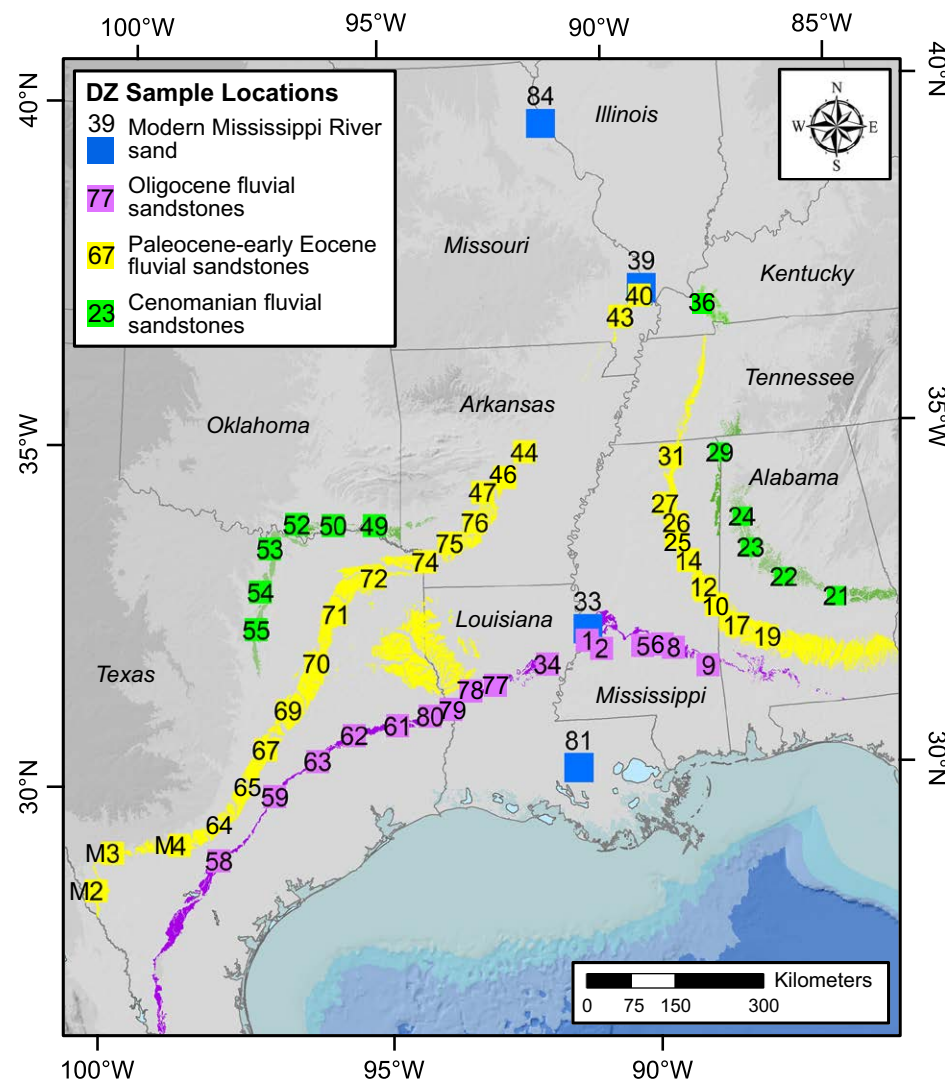 100°W 95°W 90°W 85°W
40°N
40°N
DZ Sample Locations
39 Modern Mississippi River
sand
77 Oligocene fluvial
sandstones
67 Paleocene-early Eocene
fluvial sandstones
23 Cenomanian fluvial
sandstones
N
W E
S
84
Illinois
Missouri
39
Kentucky
40
36
43
Tennessee
Arkansas
35°W
Oklahoma
35°W
44
31
29
46
Alabama
47
27
24
76
26
52 50 49
25
23
53
75
14
74
22
72
54
12
21
71
10
33
55
Louisiana
17
19
1
2
56
8
70
34
9
Texas
77
78
Mississippi
69
79
80
61
62
81
67
63
30°N
65
30°N
59
64
M4
M3
58
M2
Kilometers
0 75 150 300
100°W 95°W 90°W